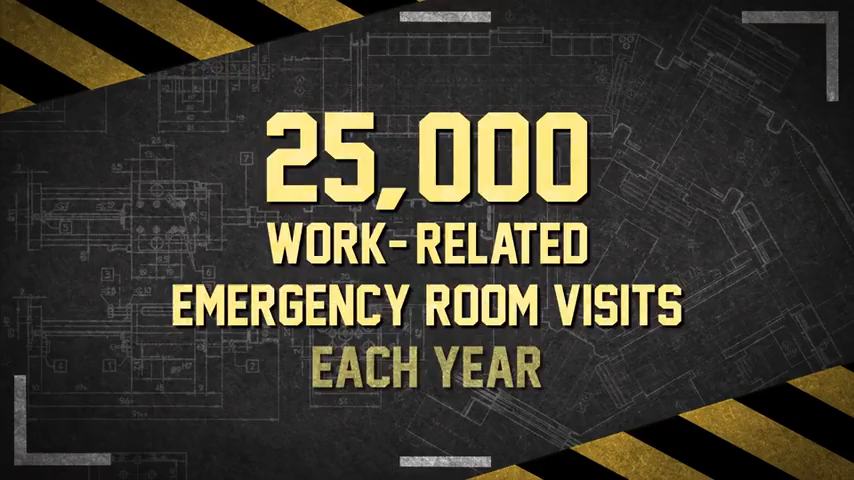 25,000
WORK-RELATED
EMERGENCY ROOM VISITS
EACH YEAR